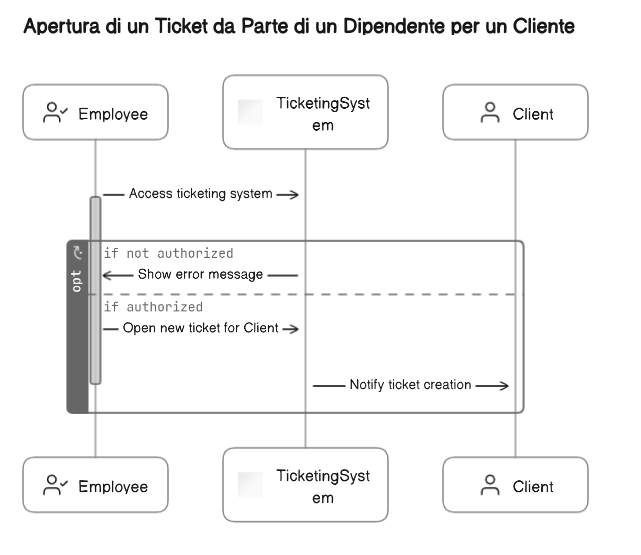 Apertura di un Ticket da Parte di un Dipendente per un Cliente
Employee
TicketingSyst
em
Client
Access ticketing system
opt
if not authorized
Show error message
if authorized
Open new ticket for Client
Notify ticket creation
Employee
TicketingSyst
em
Client